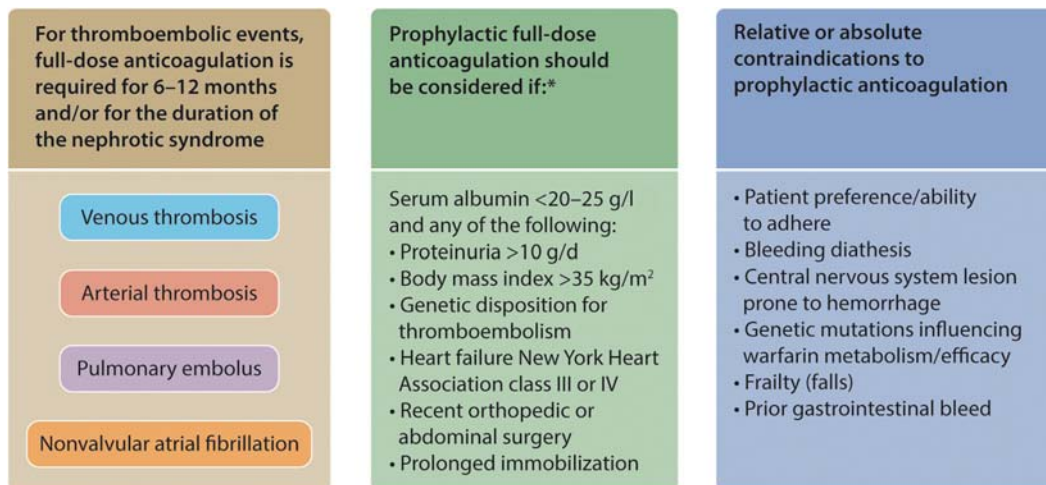 For thromboembolic events,
full-dose anticoagulation is
required for 6–12 months
and/or for the duration of
the nephrotic syndrome
Venous thrombosis
Arterial thrombosis
Pulmonary embolus
Nonvalvular atrial fibrillation
Prophylactic full-dose
anticoagulation should
be considered if:*
Serum albumin <20–25 g/l
and any of the following:
• Proteinuria >10 g/d
• Body mass index >35 kg/m²
• Genetic disposition for
thromboembolism
• Heart failure New York Heart
Association class III or IV
• Recent orthopedic or
abdominal surgery
• Prolonged immobilization
Relative or absolute
contraindications to
prophylactic anticoagulation
• Patient preference/ability
to adhere
• Bleeding diathesis
• Central nervous system lesion
prone to hemorrhage
• Genetic mutations influencing
warfarin metabolism/efficacy
• Frailty (falls)
• Prior gastrointestinal bleed